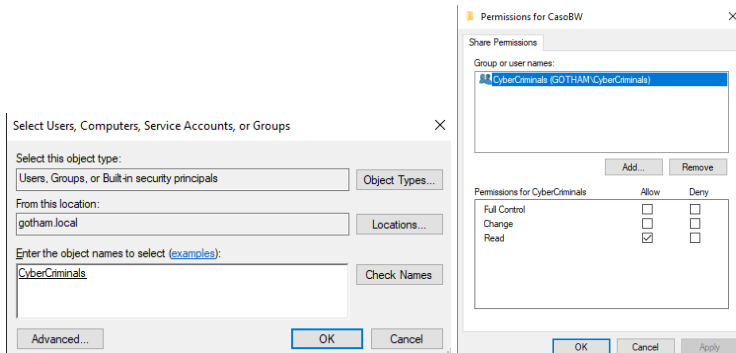 Select Users, Computers, Service Accounts, or Groups
Select this object type:
Users, Groups, or Built-in security principals
Object Types...
From this location:
gotham.local
Locations...
Enter the object names to select (examples):
CyberCriminals
Check Names
Advanced...
OK
Cancel
Permissions for CasoBW
Share Permissions
Group or user names:
CyberCriminals (GOTHAM\CyberCriminals)
Add...
Remove
Permissions for CyberCriminals Allow Deny
Full Control
Change
Read
OK
Cancel
Apply